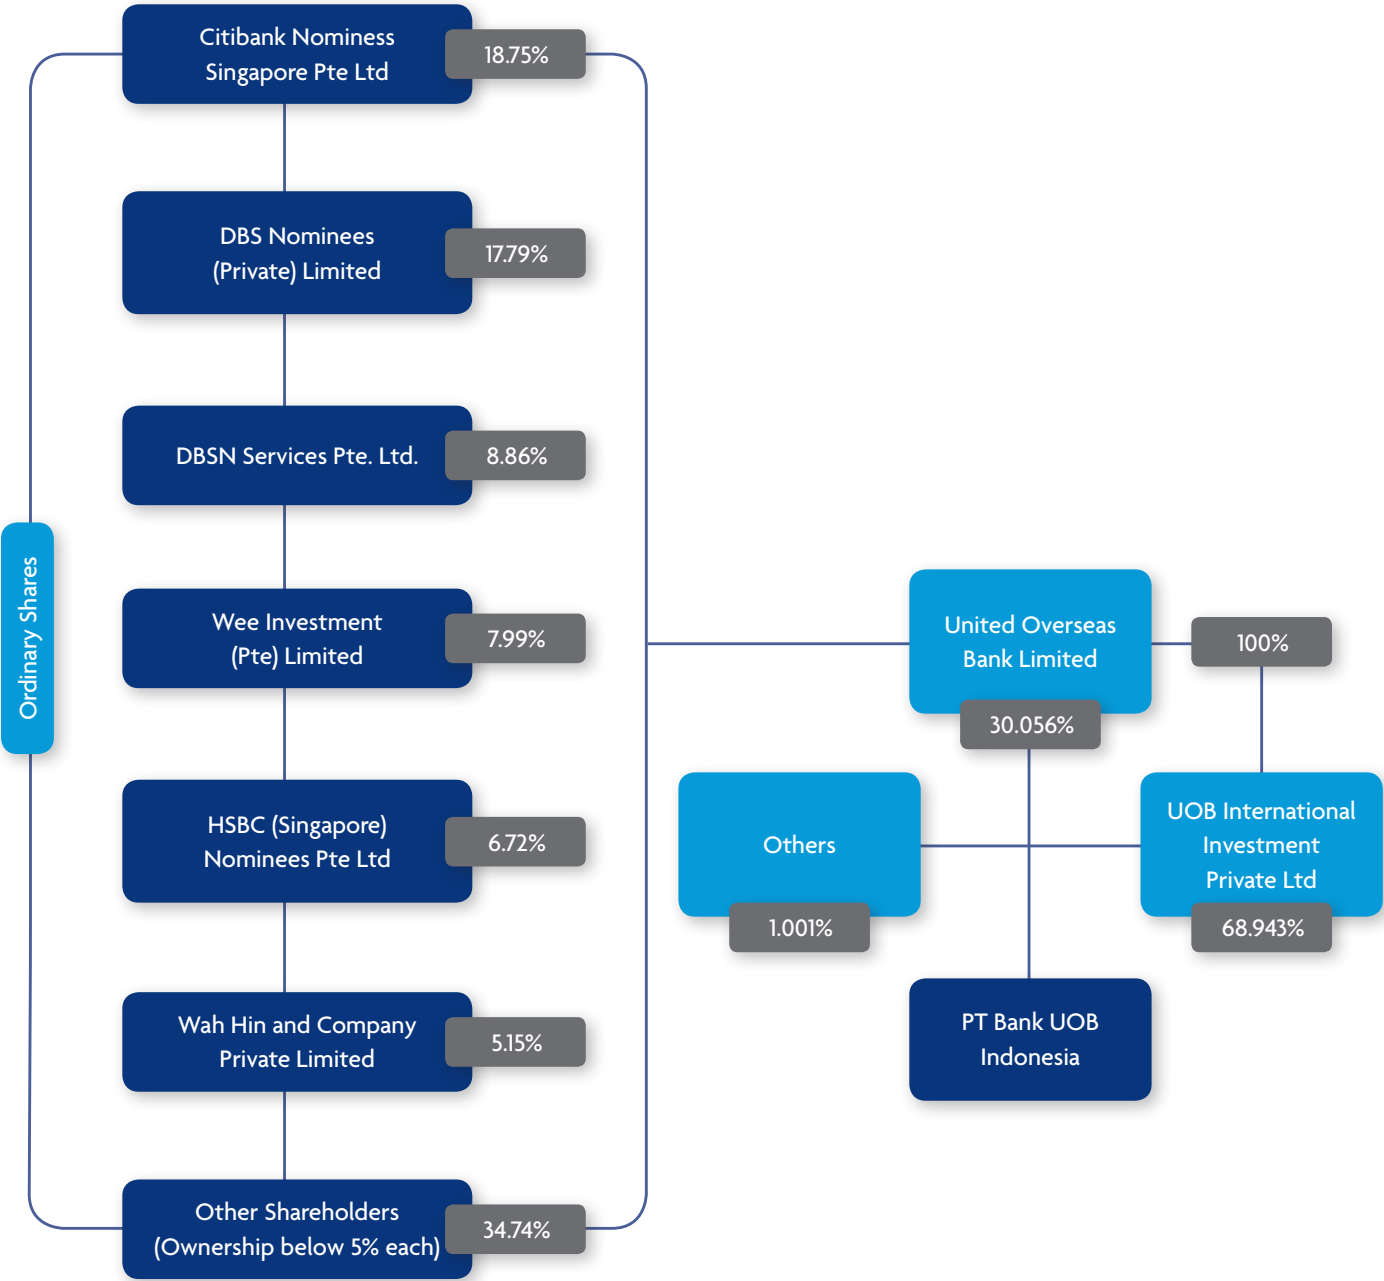 Citibank Nominess
Singapore Pte Ltd
18.75%
DBS Nominees
(Private) Limited
17.79%
DBSN Services Pte. Ltd.
8.86%
Ordinary Shares
Wee Investment
(Pte) Limited
7.99%
HSBC (Singapore)
Nominees Pte Ltd
6.72%
Wah Hin and Company
Private Limited
5.15%
Other Shareholders
(Ownership below 5% each)
34.74%
United Overseas
Bank Limited
100%
30.056%
Others
1.001%
UOB International
Investment
Private Ltd
68.943%
PT Bank UOB
Indonesia